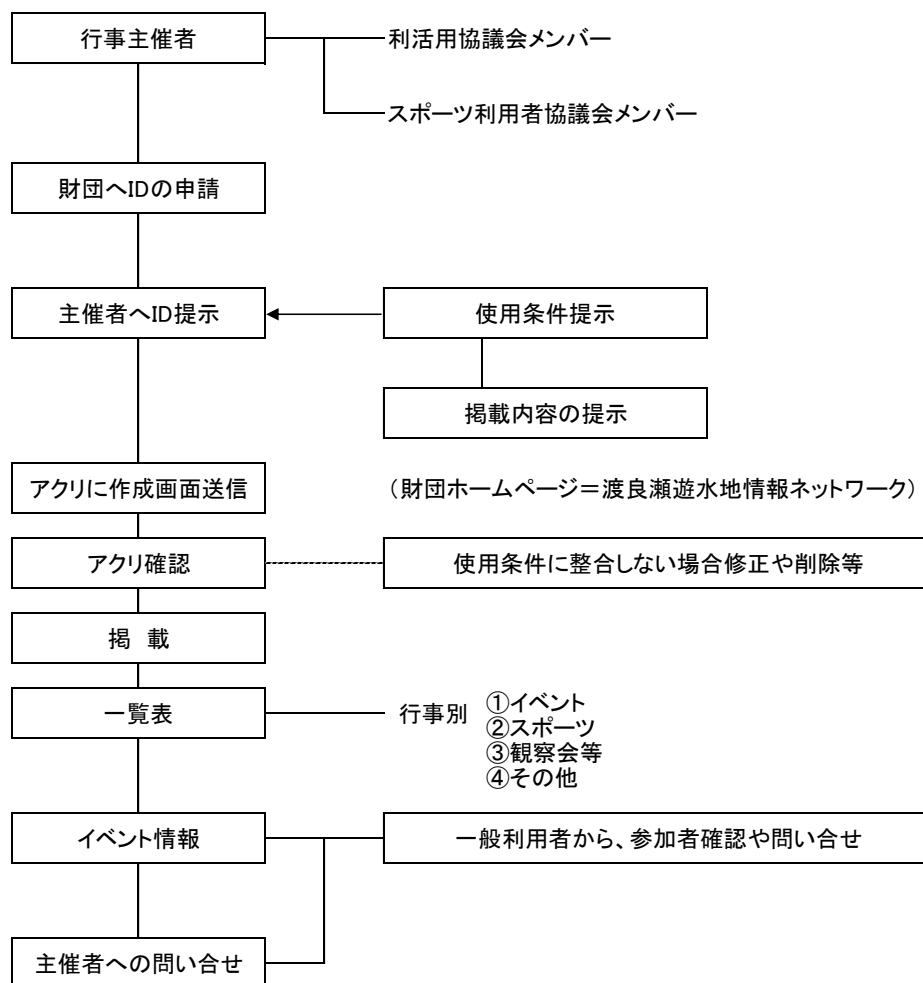 行事主催者
利活用協議会メンバー
スポーツ利用者協議会メンバー
財団へIDの申請
主催者へID提示
使用条件提示
掲載内容の提示
アクリに作成画面送信
（財団ホームページ＝渡良瀬遊水地情報ネットワーク）
アクリ確認
使用条件に整合しない場合修正や削除等
掲　載
一覧表
行事別
①イベント
②スポーツ
③観察会等
④その他
イベント情報
一般利用者から、参加者確認や問い合せ
主催者への問い合せ